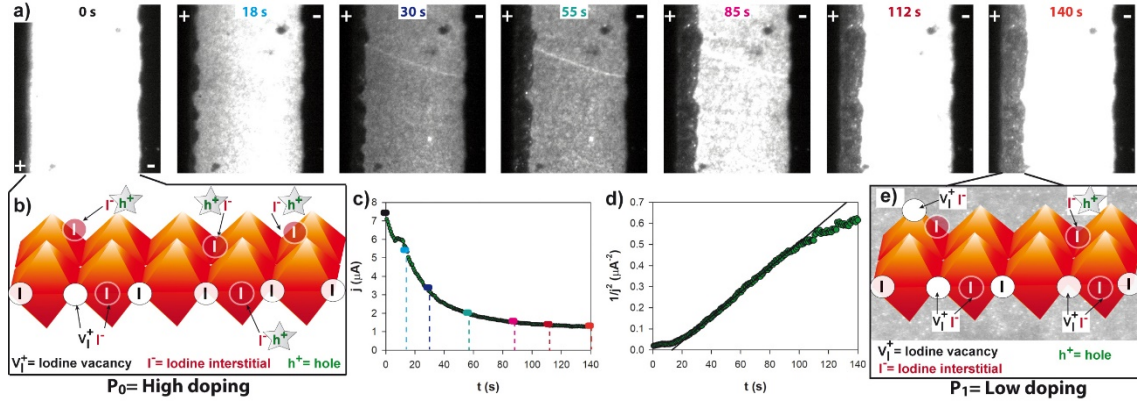 a)
0 s
18 s
30 s
55 s
85 s
112 s
140 s
+ -
+ -
+ -
+ -
+ -
+ -
+ -
b)
I⁻ h⁺
h⁺ I⁻
I⁻ h⁺
I I I
I I I I I
V_I⁺ I⁻
I⁻ h⁺
V_I⁺= Iodine vacancy I⁻= Iodine interstitial h⁺= hole
P₀= High doping
c)
j (μA)
8
7
6
5
4
3
2
1
0
0 20 40 60 80 100 120 140
t (s)
d)
1/j² (μA⁻²)
0.7
0.6
0.5
0.4
0.3
0.2
0.1
0
0 20 40 60 80 100 120 140
t (s)
e)
V_I⁺ I⁻
I⁻ h⁺
I I
I I I I I
V_I⁺ I⁻
V_I⁺ I⁻
V_I⁺= Iodine vacancy h⁺= hole
I⁻= Iodine interstitial
P₁= Low doping